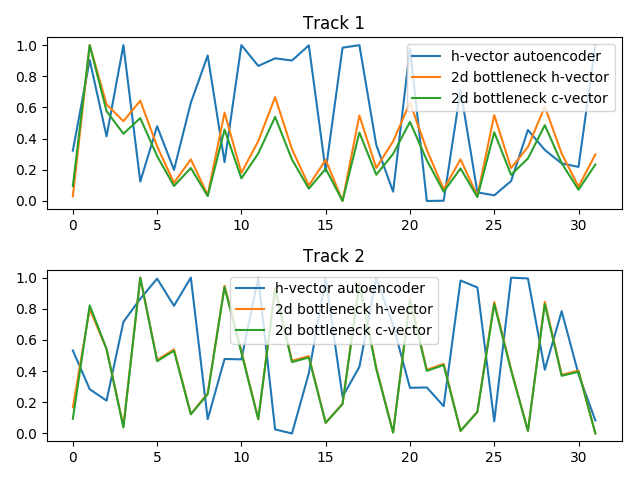 Track 1
1.0
0.8
0.6
0.4
0.2
0.0
h-vector autoencoder
2d bottleneck h-vector
2d bottleneck c-vector
0 5 10 15 20 25 30
Track 2
1.0
0.8
0.6
0.4
0.2
0.0
h-vector autoencoder
2d bottleneck h-vector
2d bottleneck c-vector
0 5 10 15 20 25 30